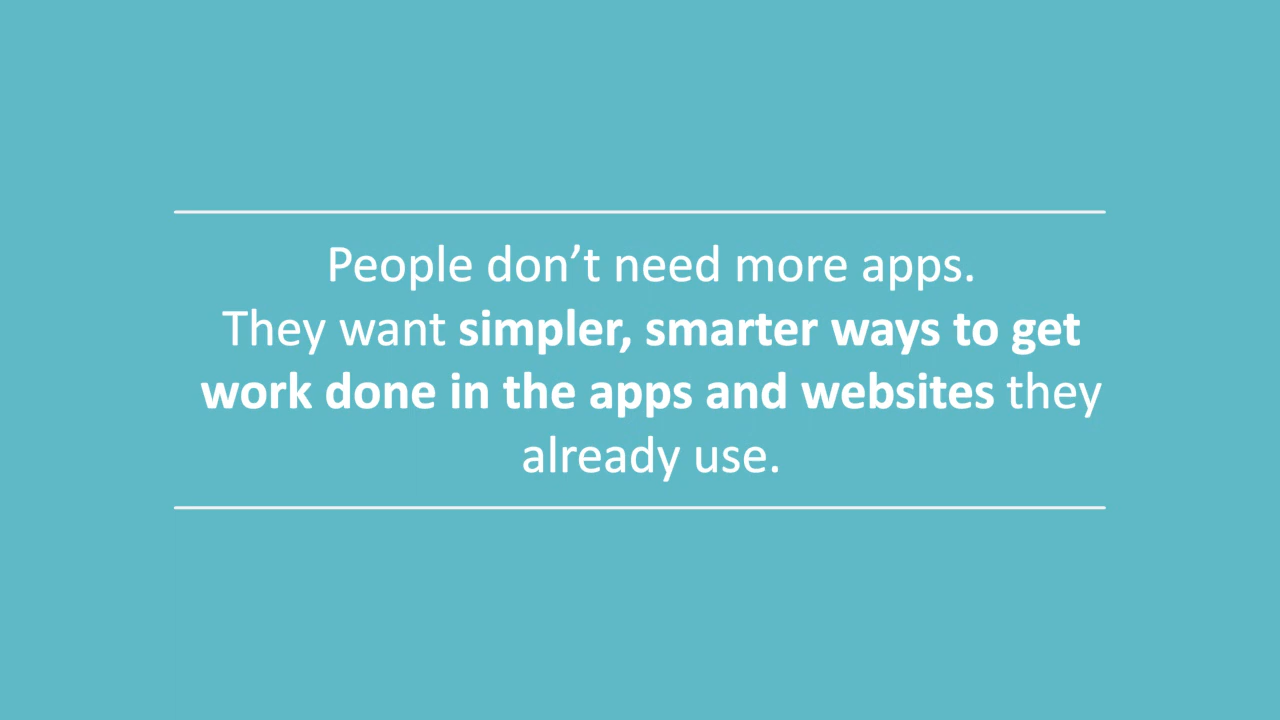 People don’t need more apps.
They want simpler, smarter ways to get
work done in the apps and websites they
already use.